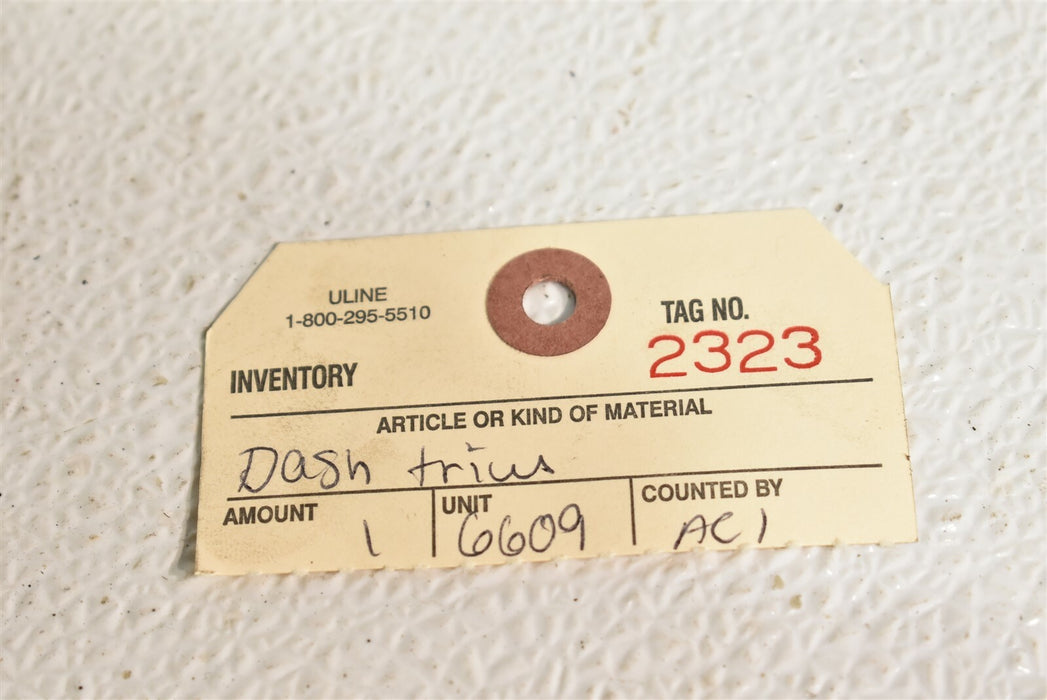 ULINE
1-800-295-5510
TAG NO.
2323
INVENTORY
ARTICLE OR KIND OF MATERIAL
Dash
AMOUNT 1
UNIT 6609
COUNTED BY AC1